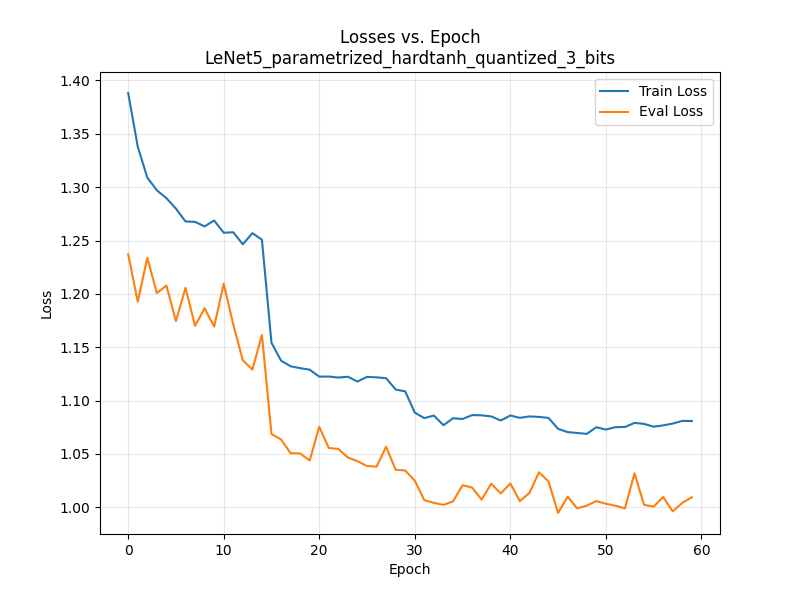 Losses vs. Epoch
LeNet5_parametrized_hardtanh_quantized_3_bits
Train Loss
Eval Loss
1.40
1.35
1.30
1.25
1.20
1.15
1.10
1.05
1.00
Loss
0 10 20 30 40 50 60
Epoch